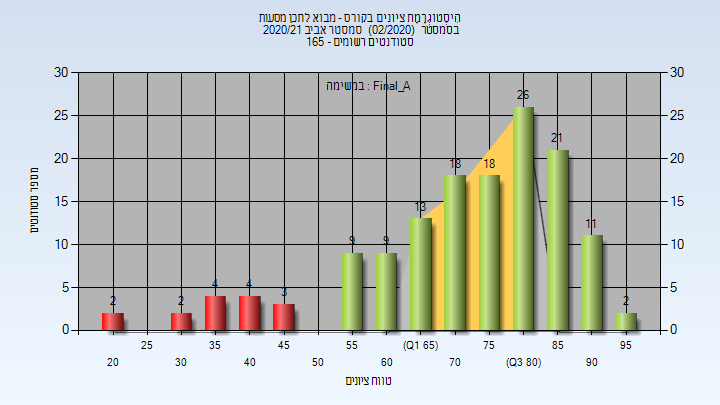 היסטוגרמת ציונים בקורס - מבוא לתכן מסעות
בסמסטר (02/2020) סמסטר אביב 2020/21
סטודנטים רשומים - 165
במשימה : Final_A
מספר סטודנטים
30 30
25 25
20 20
15 15
10 10
5 5
0 0
2 2 4 4 3 9 9 13 18 18 26 21 11 2
25 35 45 55 (Q1 65) 75 85 95
20 30 40 50 60 70 (Q3 80) 90
טווח ציונים